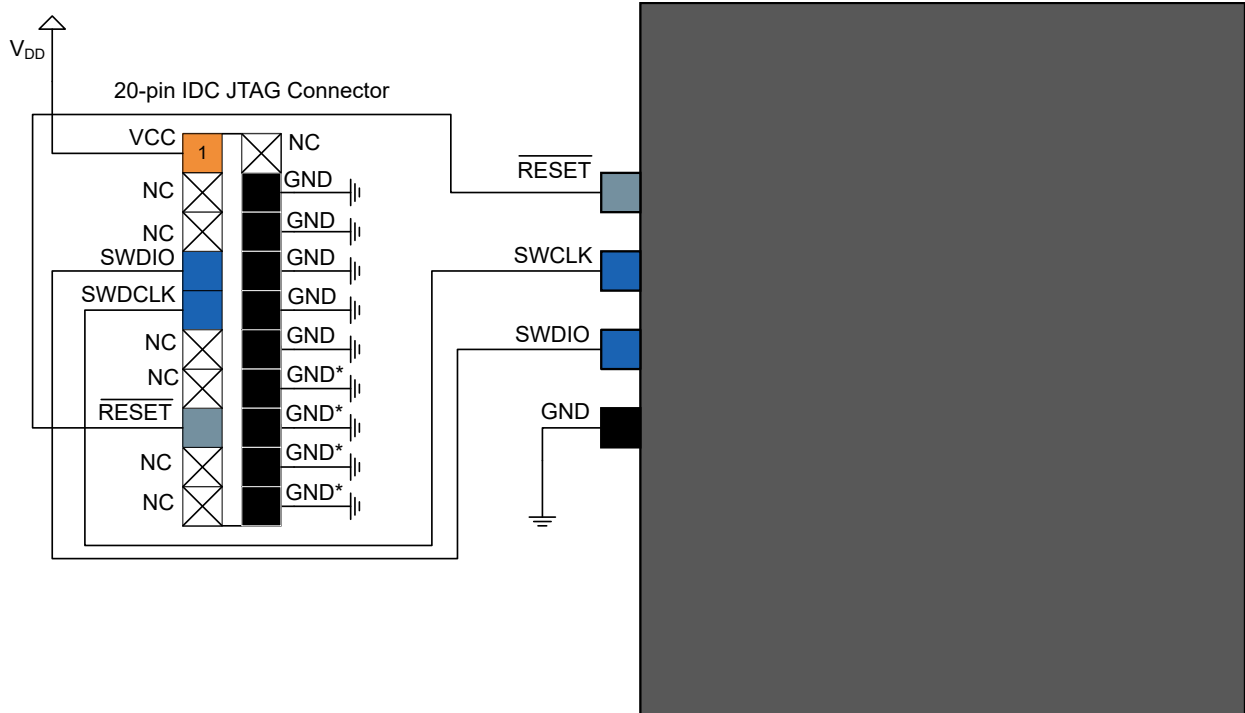 VDD
20-pin IDC JTAG Connector
VCC
1
NC
NC
GND
NC
GND
SWDIO
GND
SWDCLK
GND
NC
GND
NC
GND*
RESET
GND*
NC
GND*
NC
GND*
RESET
SWCLK
SWDIO
GND